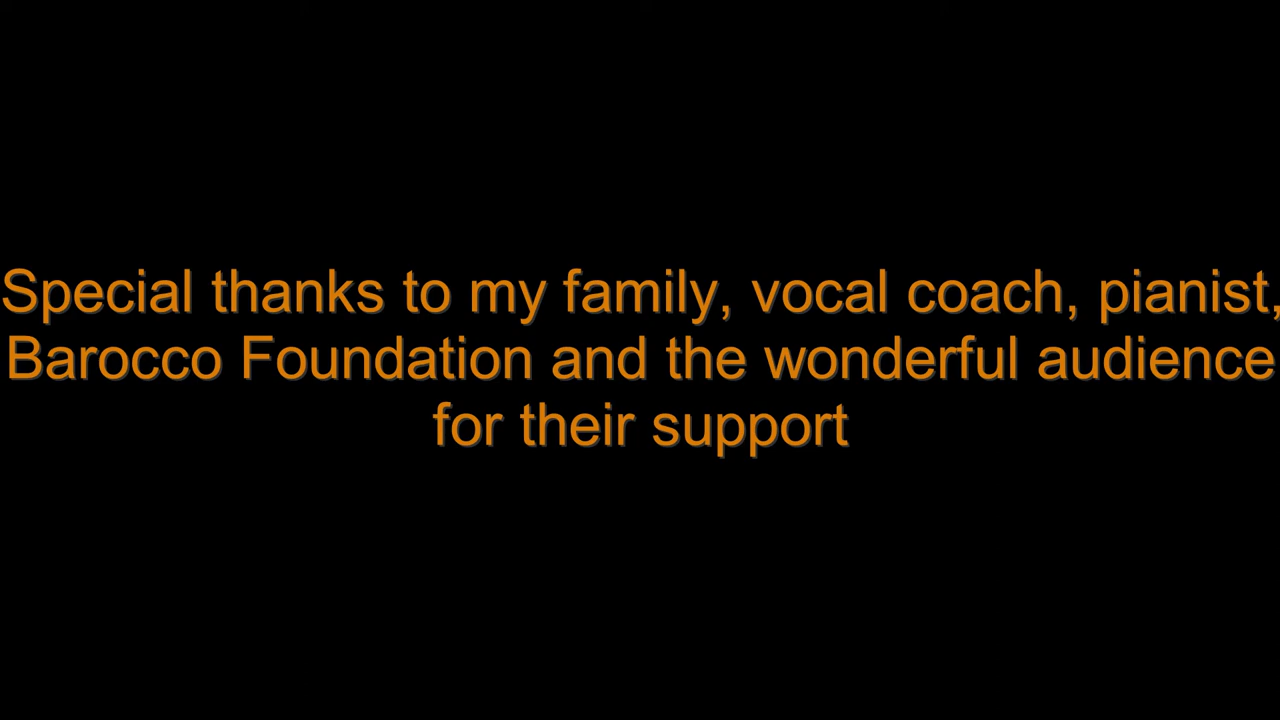 Special thanks to my family, vocal coach, pianist,
Barocco Foundation and the wonderful audience
for their support